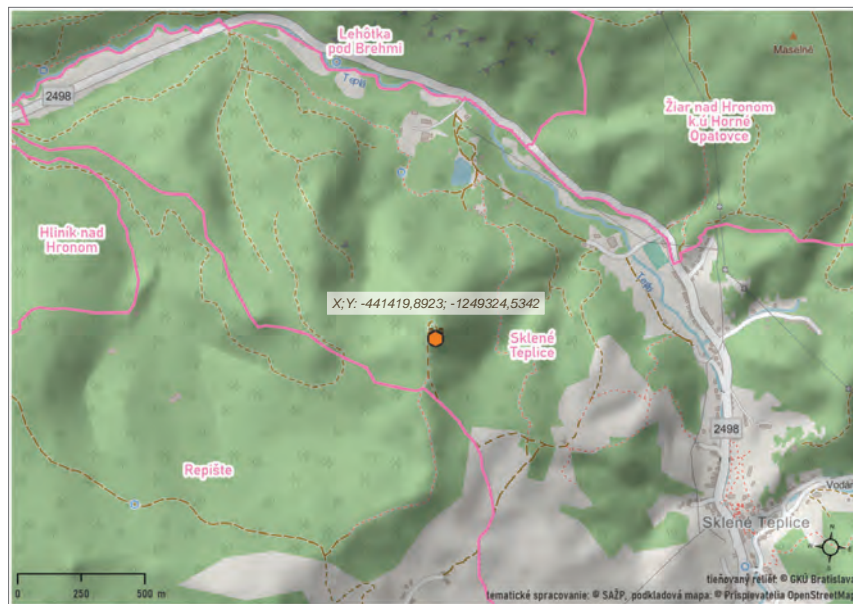 Lehôtka
pod Brehmi
Maselné
2498
Teplá
Žiar nad Hronom
k.ú Horné
Opatovce
Hliník nad
Hronom
X;Y: -441419,8923; -1249324,5342
Teplá
Sklené
Teplice
2498
Repište
Vodár
Sklené Teplice
0 250 500 m
tieňovaný reliéf: © GKÚ Bratislava
tematické spracovanie: © SAŽP, podkladová mapa: © Prispievatelia OpenStreetMap